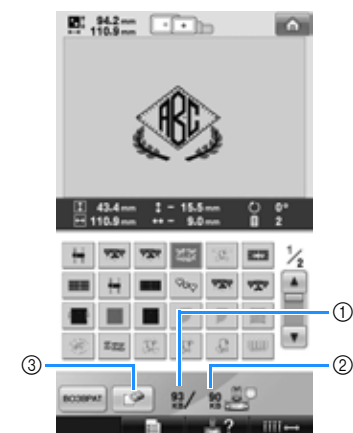 94.2 mm
110.9 mm
ABC
43.4 mm - 15.5 mm 0°
110.9 mm - 9.0 mm 2
1/2
①
③ ВОЗВРАТ 93 KB / 90 KB ②
?